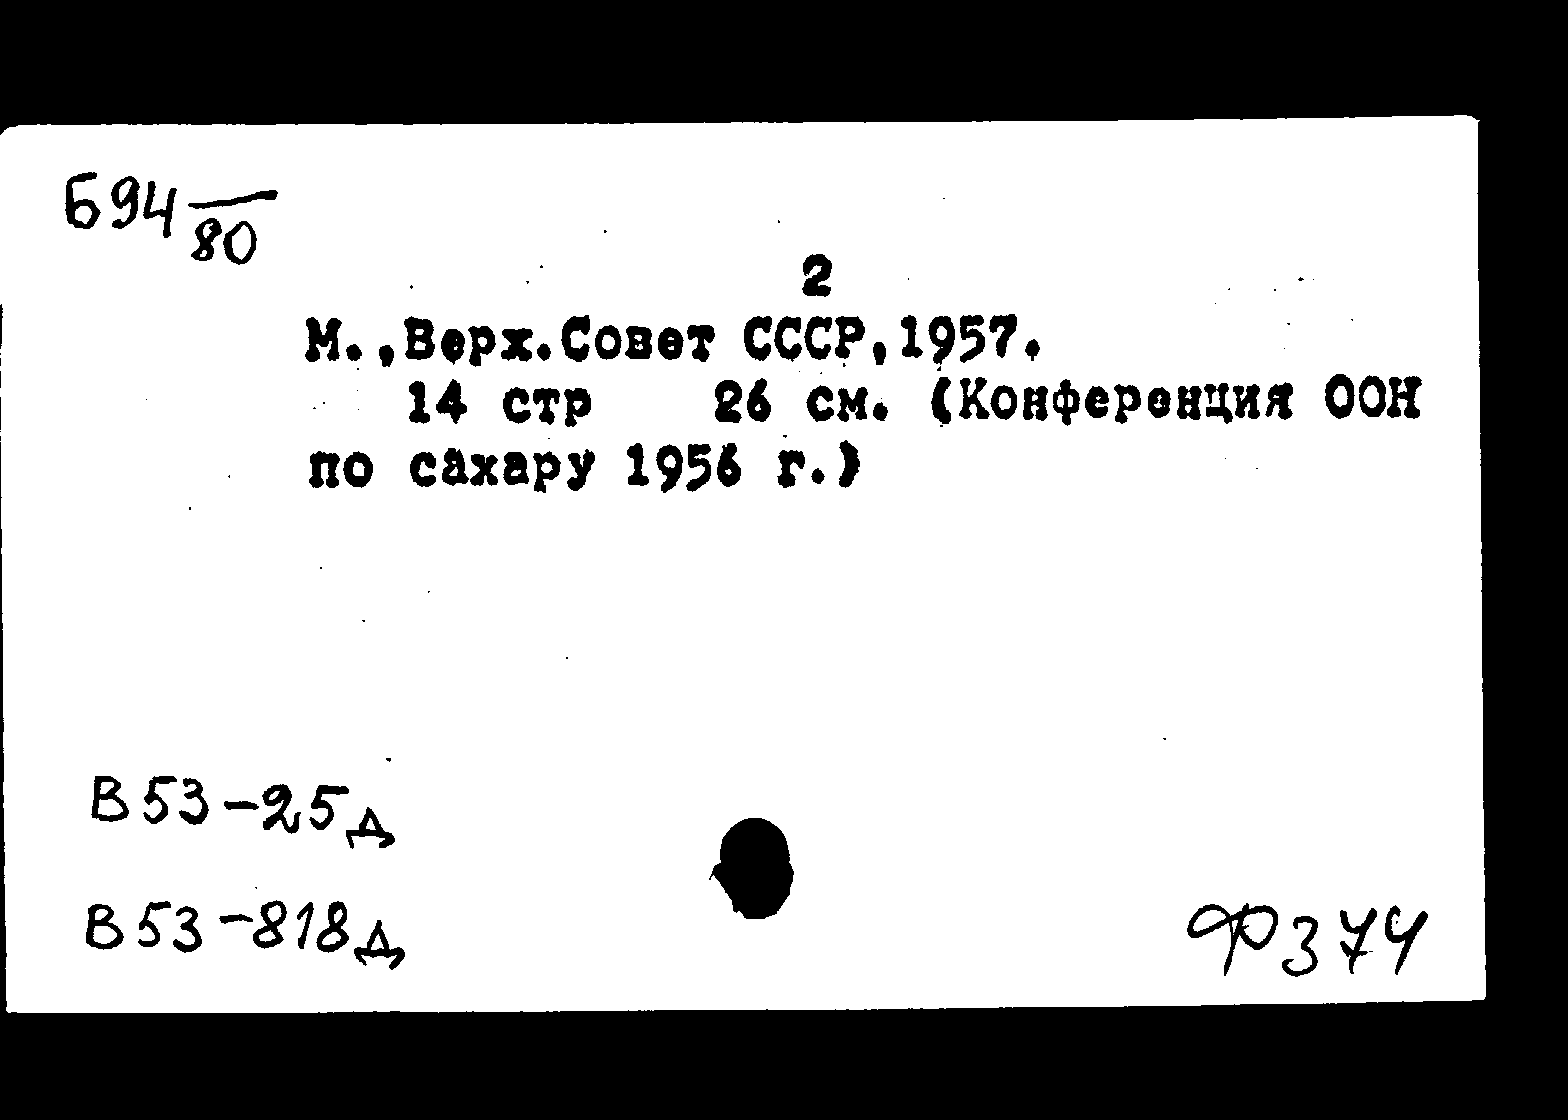 Б94
80
2
М.,Верх.Совет СССР,1957.
14 стр 26 см. (Конференция ООН
по сахару 1956 г.)
В53-25д
В53-818д
Ф374